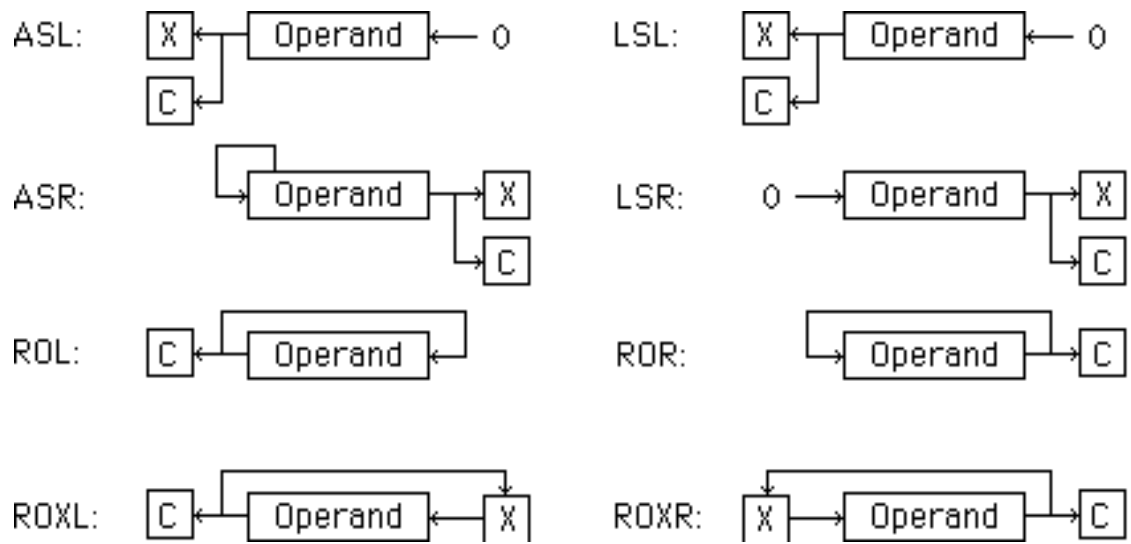 ASL: X Operand 0 LSL: X Operand 0
C C
ASR: Operand X LSR: 0 Operand X
C C
ROL: C Operand ROR: Operand C
ROXL: C Operand X ROXR: X Operand C